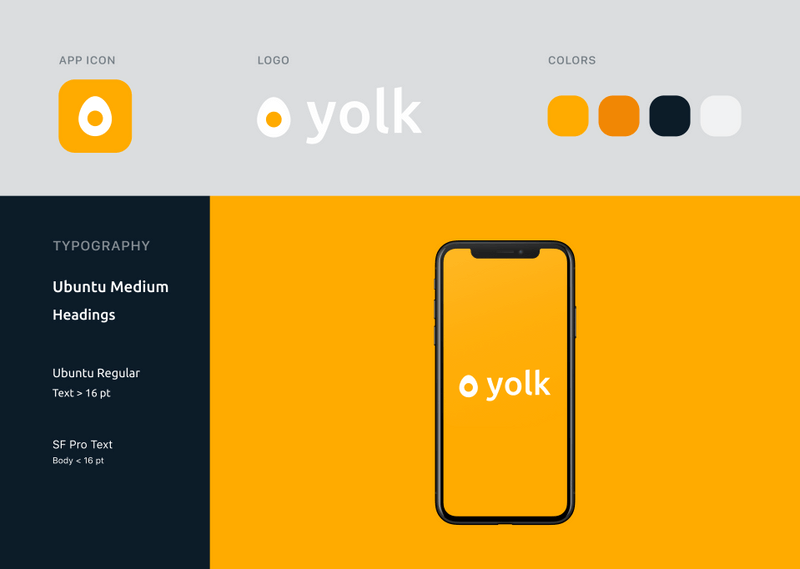 APP ICON
LOGO
COLORS
yolk
TYPOGRAPHY
Ubuntu Medium
Headings
Ubuntu Regular
Text > 16 pt
SF Pro Text
Body < 16 pt
yolk